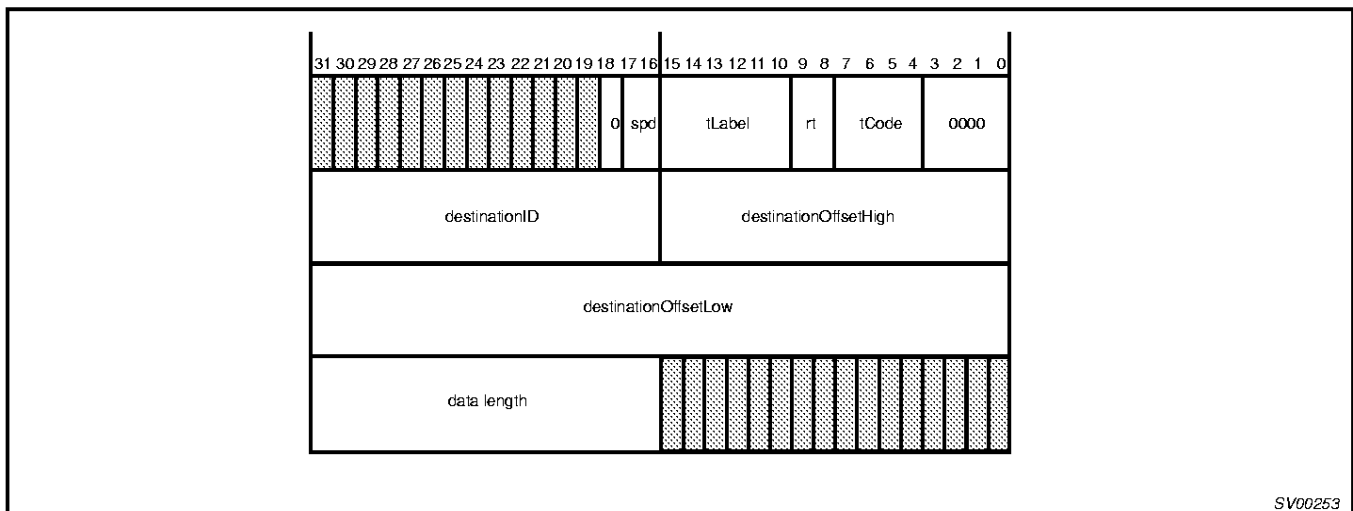 31 30 29 28 27 26 25 24 23 22 21 20 19 18 17 16 15 14 13 12 11 10 9 8 7 6 5 4 3 2 1 0
0 spd tLabel rt tCode 0000
destinationID destinationOffsetHigh
destinationOffsetLow
data length
SV00253